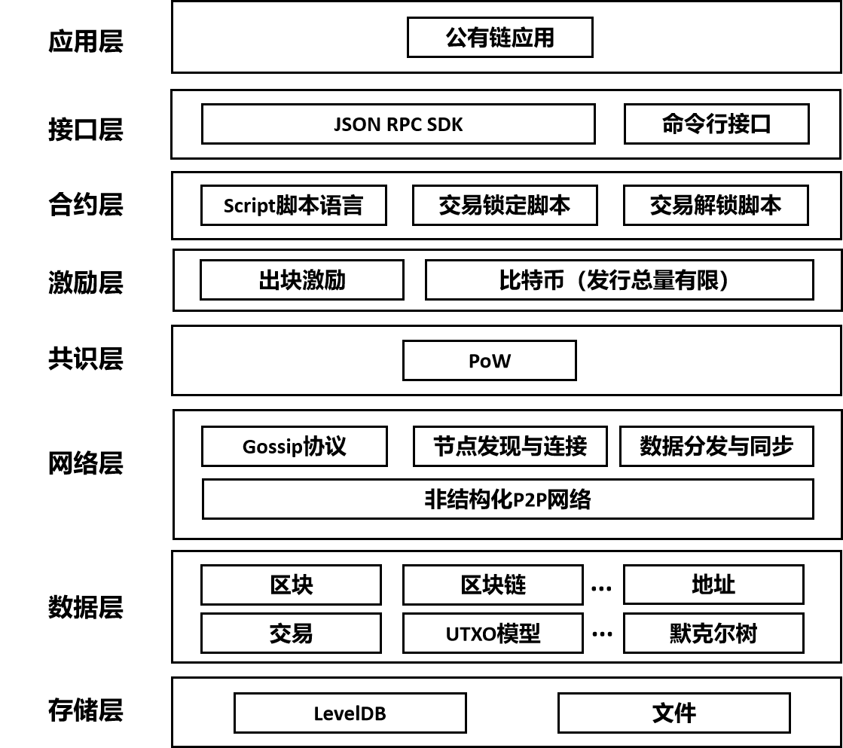 应用层
公有链应用
接口层
JSON RPC SDK
命令行接口
合约层
Script脚本语言
交易锁定脚本
交易解锁脚本
激励层
出块激励
比特币（发行总量有限）
共识层
PoW
网络层
Gossip协议
节点发现与连接
数据分发与同步
非结构化P2P网络
数据层
区块
区块链
...
地址
交易
UTXO模型
...
默克尔树
存储层
LevelDB
文件